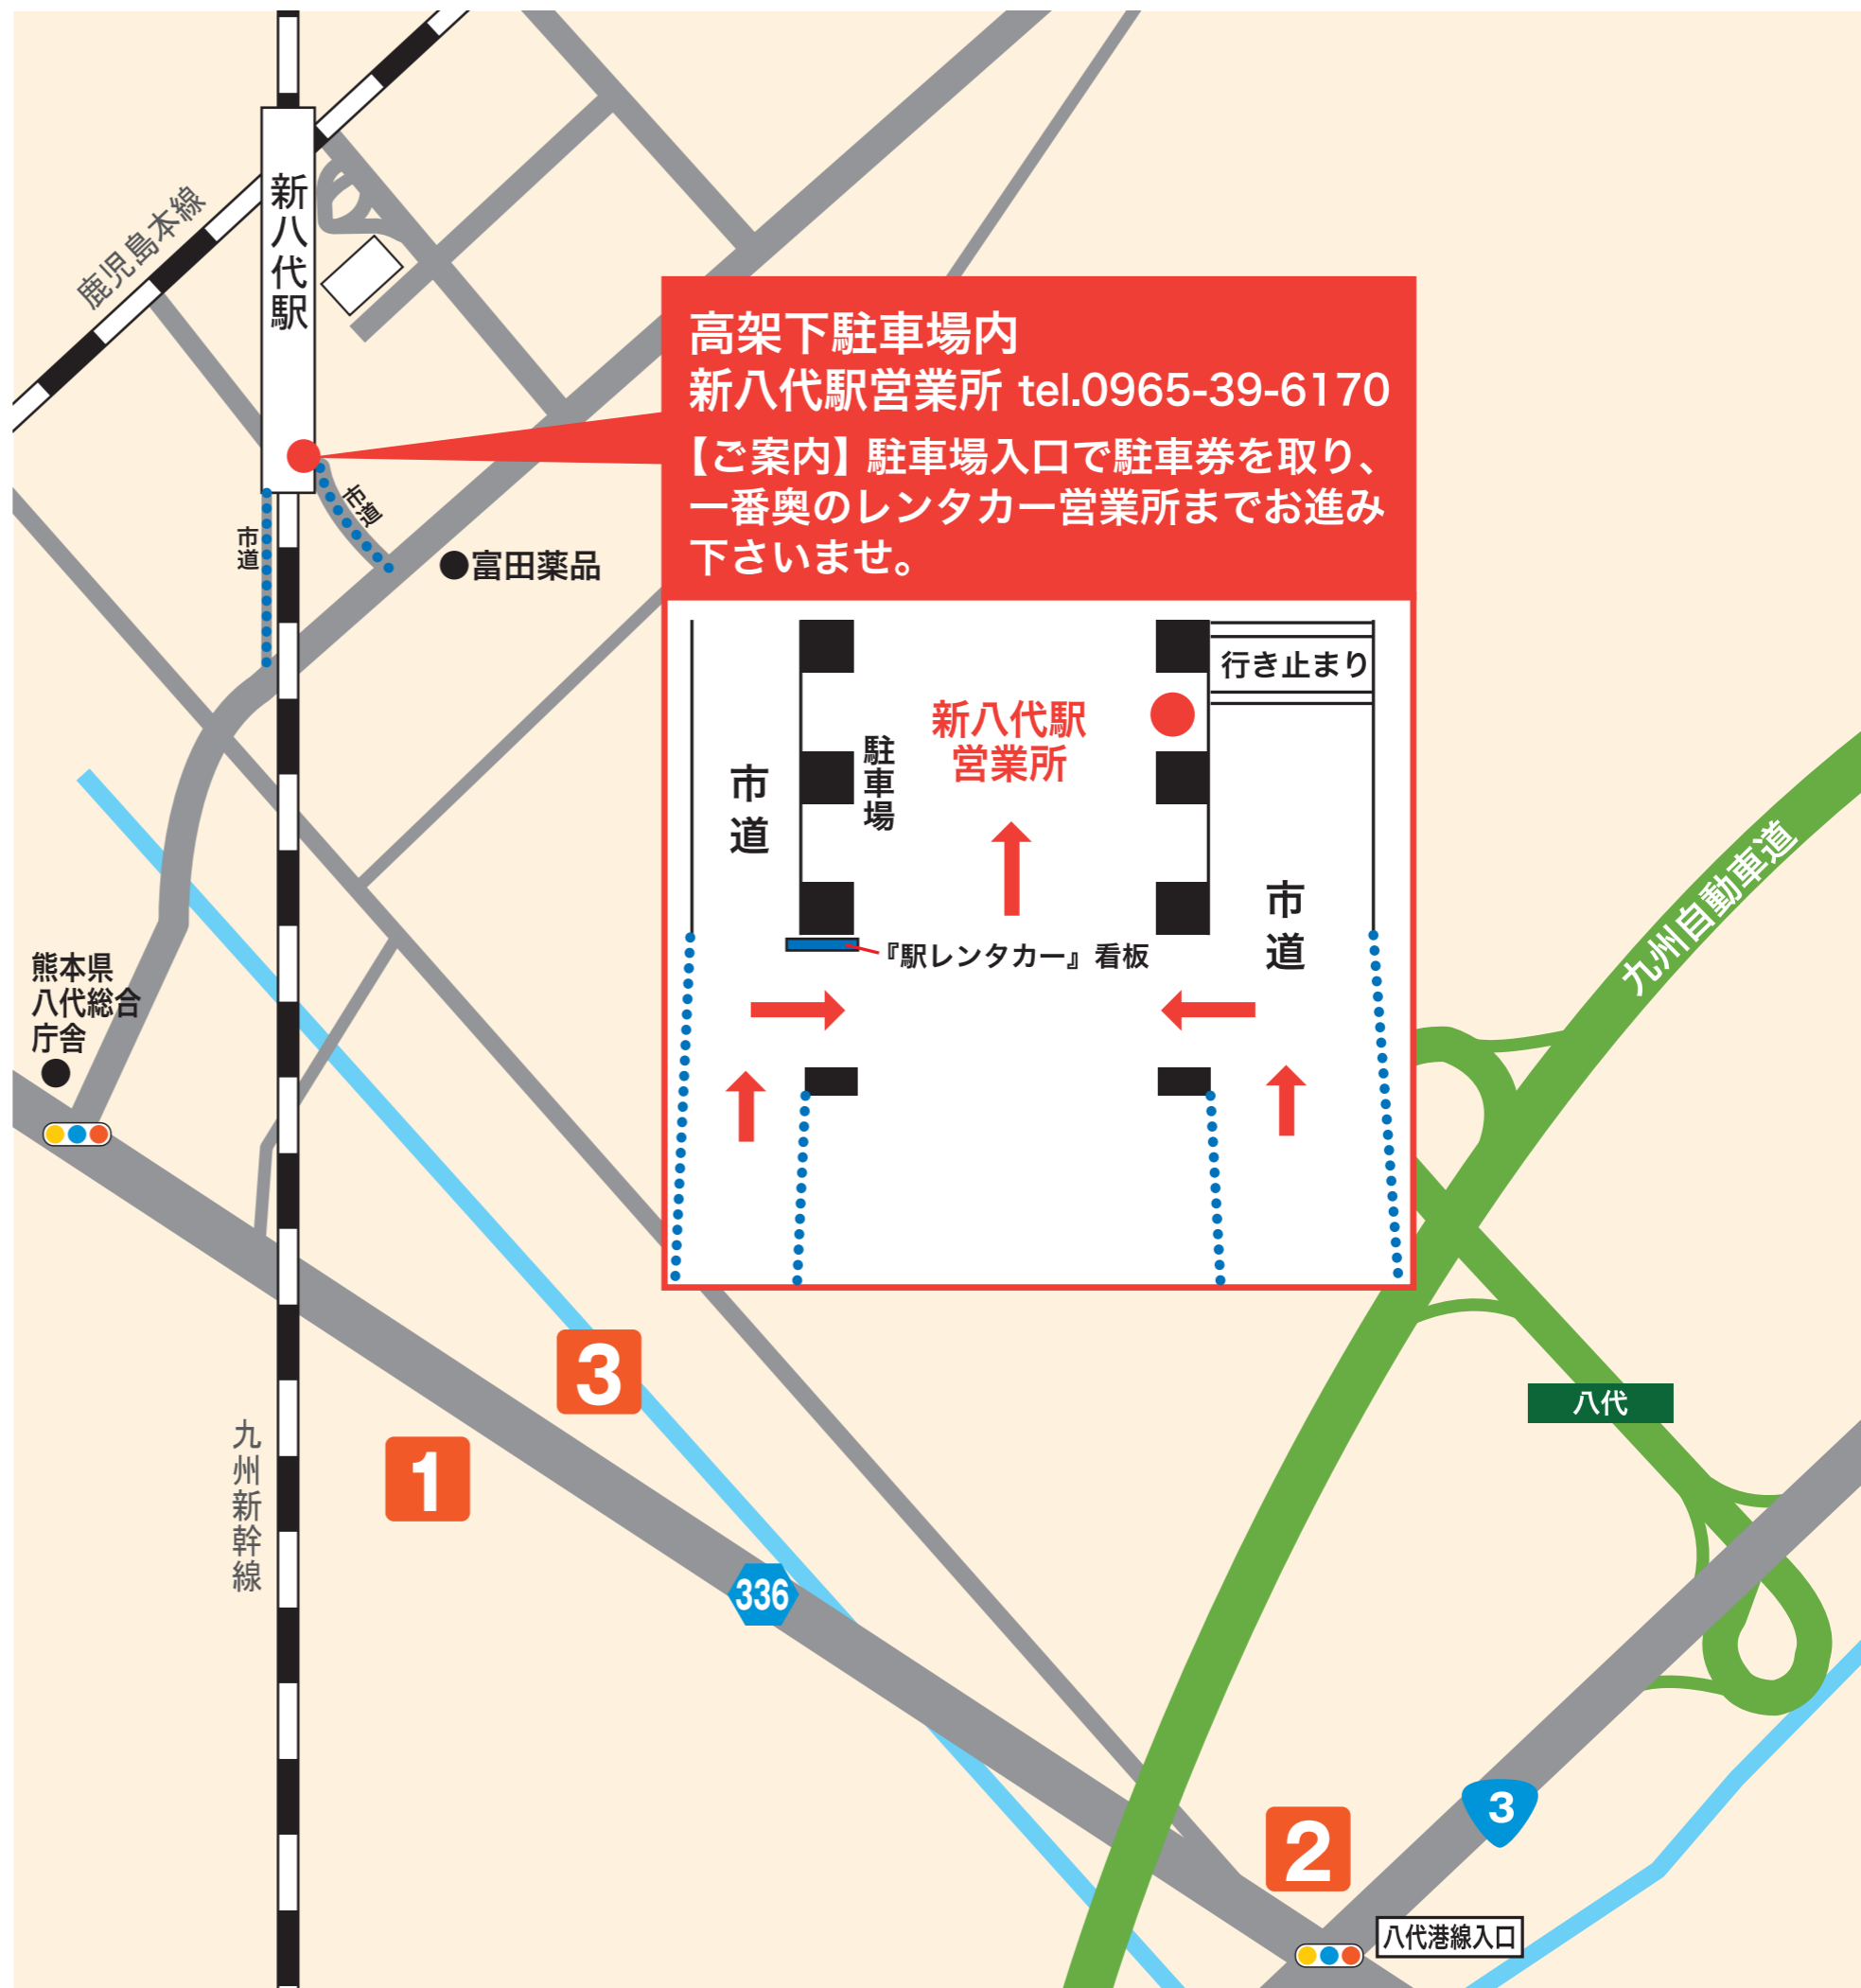 鹿児島本線
新八代駅
高架下駐車場内
新八代駅営業所 tel.0965-39-6170
【ご案内】駐車場入口で駐車券を取り、
一番奥のレンタカー営業所までお進み
下さいませ。
市道
市道
富田薬品
行き止まり
新八代駅
営業所
駐車場
市道
市道
『駅レンタカー』看板
九州自動車道
熊本県
八代総合
庁舎
3
八代
1
九州新幹線
336
3
2
八代港線入口